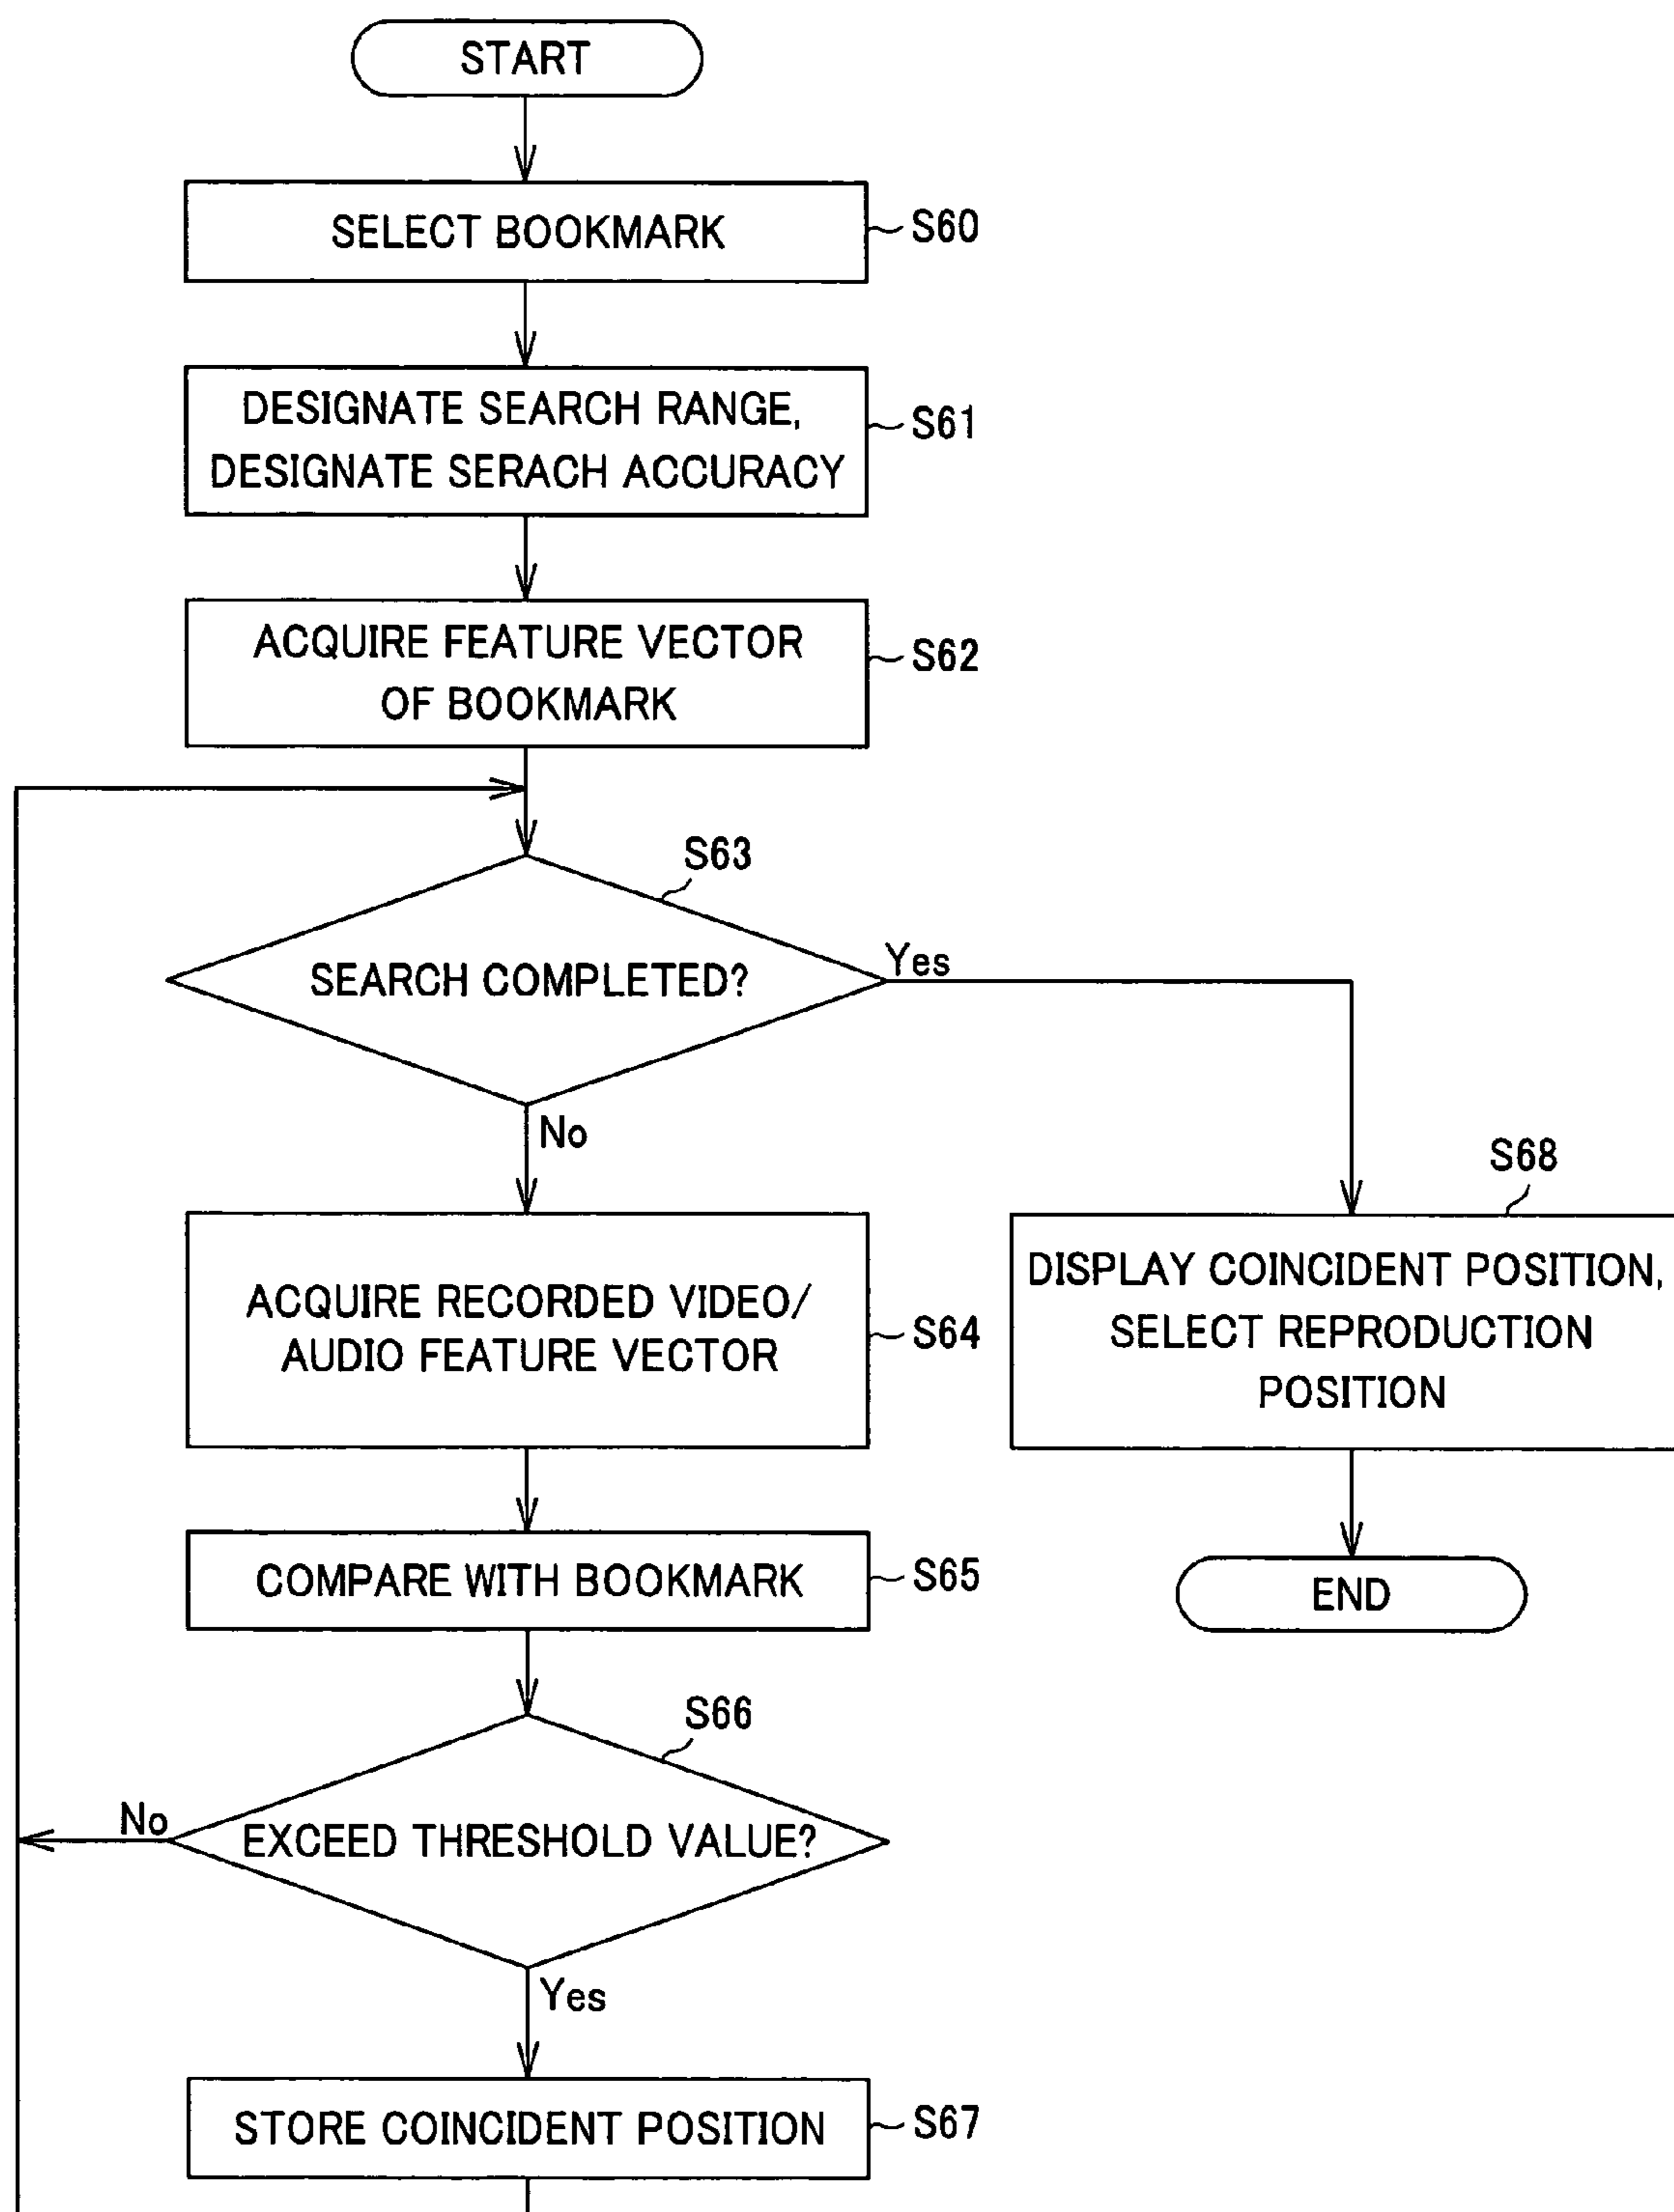 START
SELECT BOOKMARK
S60
DESIGNATE SEARCH RANGE,
DESIGNATE SERACH ACCURACY
S61
ACQUIRE FEATURE VECTOR
OF BOOKMARK
S62
S63
SEARCH COMPLETED?
Yes
No
ACQUIRE RECORDED VIDEO/
AUDIO FEATURE VECTOR
S64
S68
DISPLAY COINCIDENT POSITION,
SELECT REPRODUCTION
POSITION
COMPARE WITH BOOKMARK
S65
END
S66
EXCEED THRESHOLD VALUE?
No
Yes
STORE COINCIDENT POSITION
S67